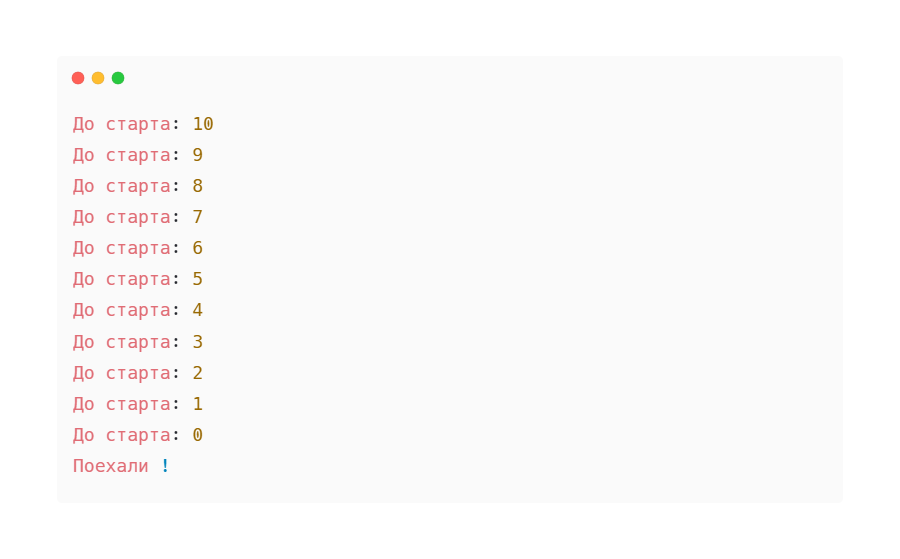 До старта: 10
До старта: 9
До старта: 8
До старта: 7
До старта: 6
До старта: 5
До старта: 4
До старта: 3
До старта: 2
До старта: 1
До старта: 0
Поехали !